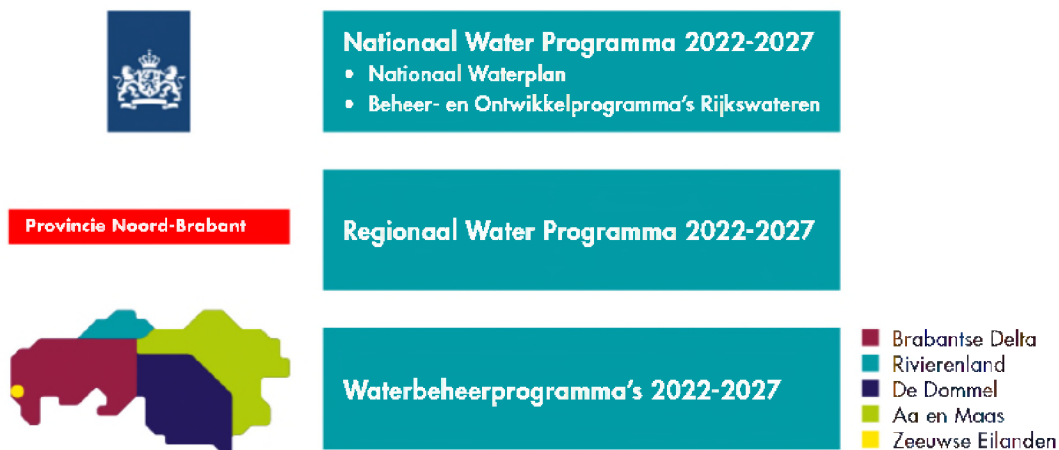 Nationaal Water Programma 2022-2027
• Nationaal Waterplan
• Beheer- en Ontwikkelprogramma's Rijkswateren
Provincie Noord-Brabant
Regionaal Water Programma 2022-2027
Waterbeheerprogramma's 2022-2027
Brabantse Delta
Rivierenland
De Dommel
Aa en Maas
Zeeuwse Eilanden